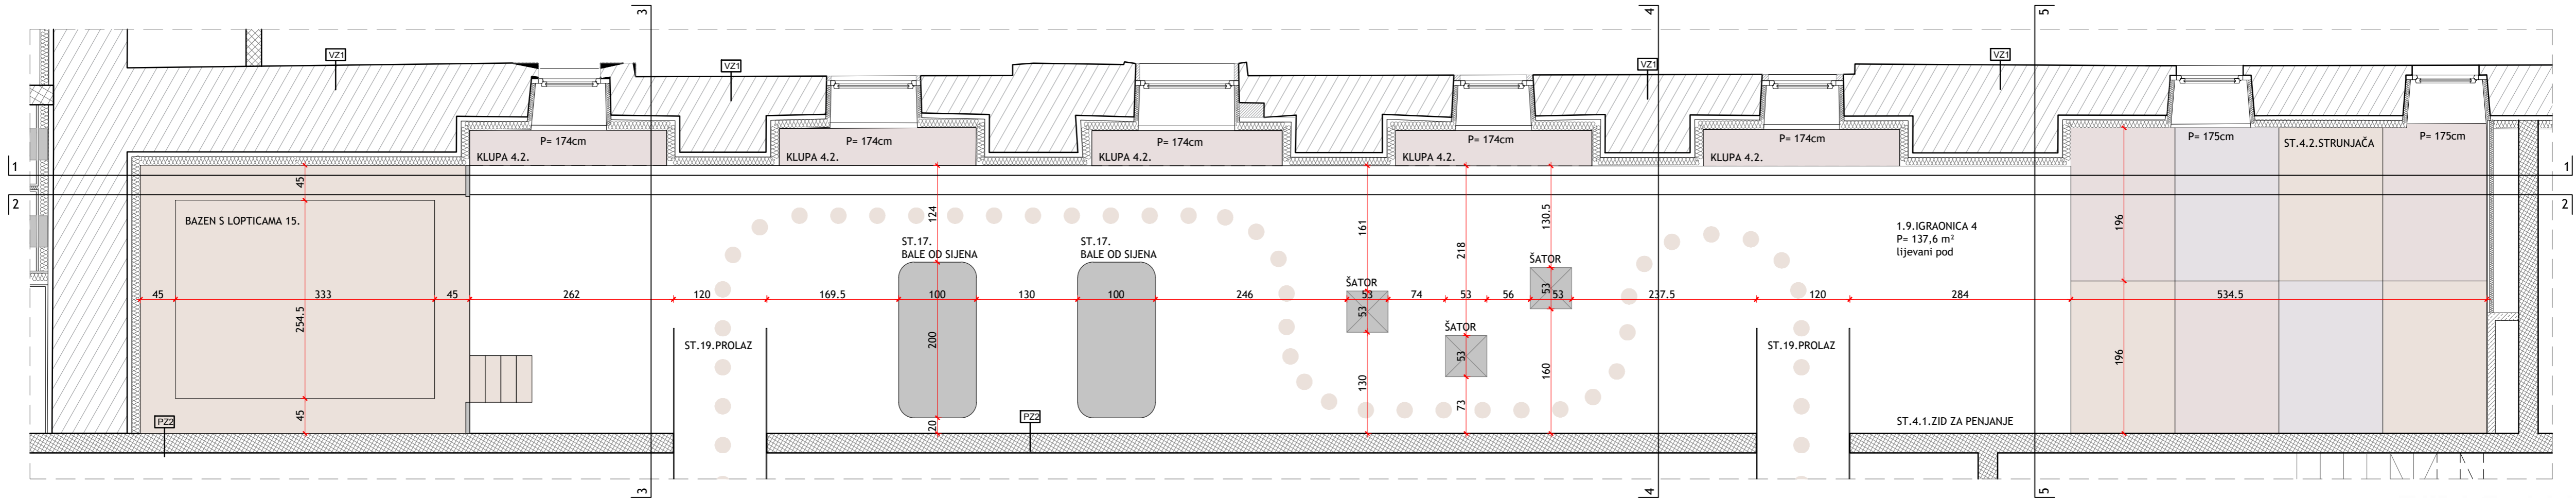 3
4
5
VZ1
VZ1
VZ1
VZ1
P= 174cm
KLUPA 4.2.
P= 174cm
KLUPA 4.2.
P= 174cm
KLUPA 4.2.
P= 174cm
KLUPA 4.2.
P= 174cm
KLUPA 4.2.
P= 175cm
ST.4.2.STRUNJAČA
P= 175cm
1
1
2
2
45
BAZEN S LOPTICAMA 15.
124
161
218
130.5
196
ST.17.
BALE OD SIJENA
ST.17.
BALE OD SIJENA
1.9.IGRAONICA 4
P= 137,6 m²
lijevani pod
ŠATOR
ŠATOR
ŠATOR
45
333
45
262
120
169.5
100
130
100
246
53
74
53
56
53
237.5
120
284
534.5
254.5
200
53
53
53
ST.19.PROLAZ
ST.19.PROLAZ
130
73
160
196
45
20
PZ2
PZ2
ST.4.1.ZID ZA PENJANJE
3
4
5